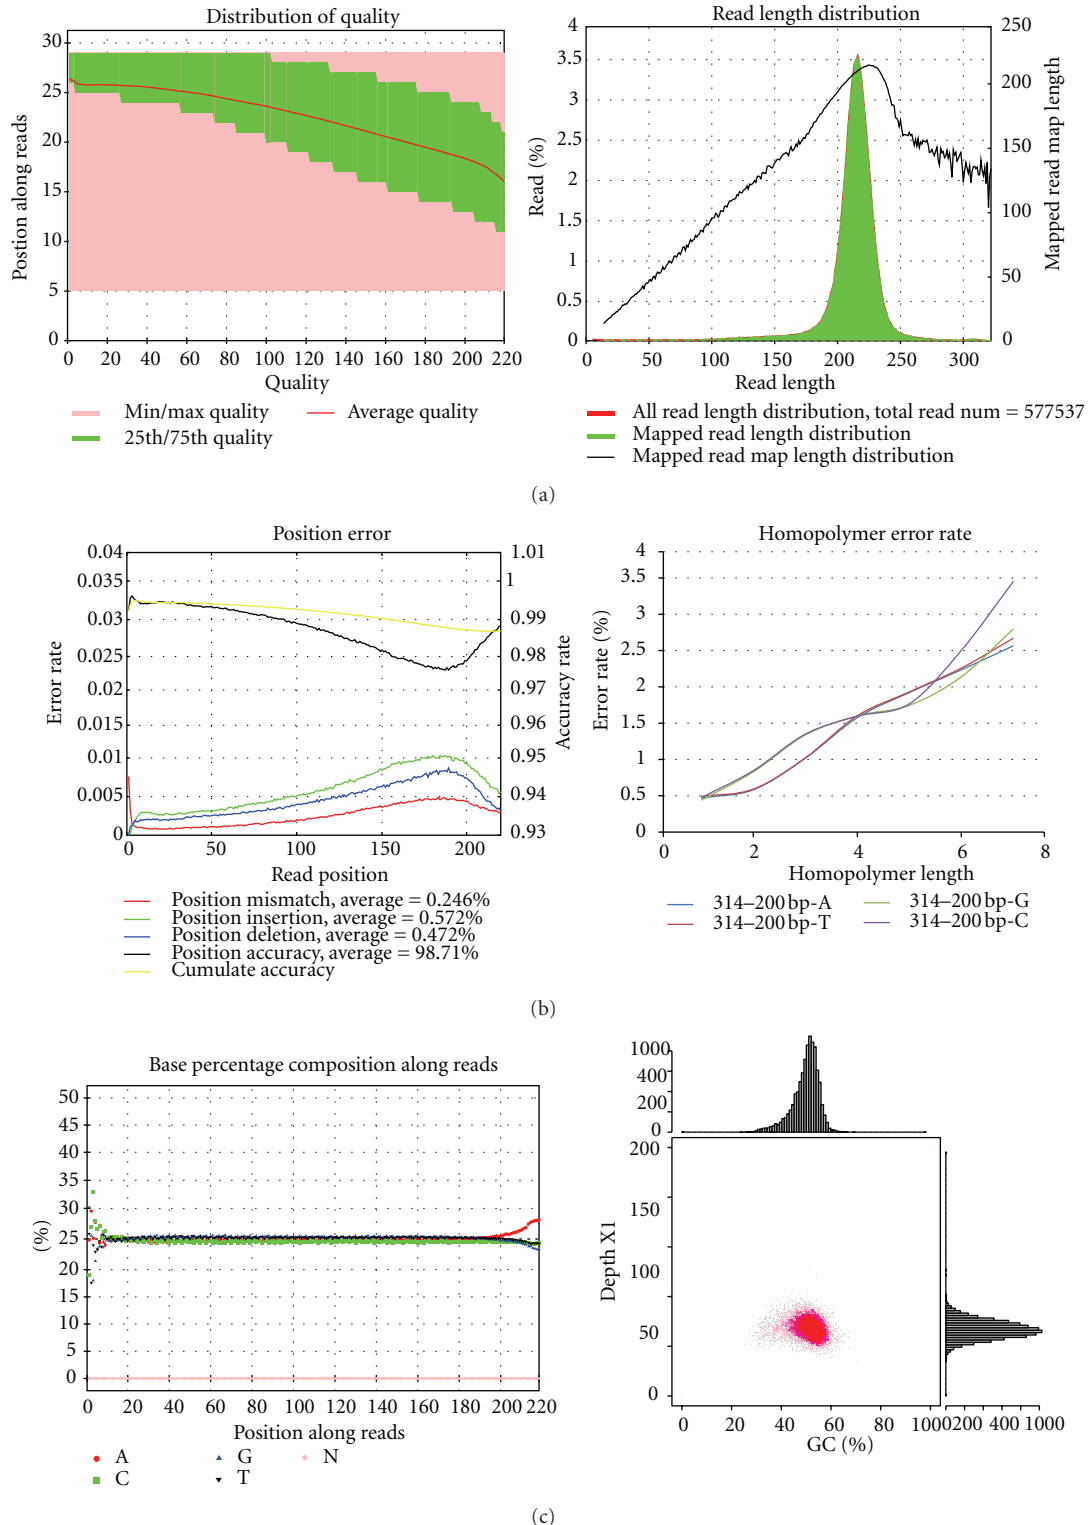 Distribution of quality
30
25
20
15
10
5
0
Postion along reads
0 20 40 60 80 100 120 140 160 180 200 220
Quality
Min/max quality
Average quality
25th/75th quality
Read length distribution
4
3.5
3
2.5
2
1.5
1
0.5
0
Read (%)
250
200
150
100
50
0
Mapped read map length
0 50 100 150 200 250 300
Read length
All read length distribution, total read num = 577537
Mapped read length distribution
Mapped read map length distribution
(a)
Position error
0.04
0.035
0.03
0.025
0.02
0.015
0.01
0.005
0
Error rate
1.01
1
0.99
0.98
0.97
0.96
0.95
0.94
0.93
Accuracy rate
0 50 100 150 200
Read position
Position mismatch, average = 0.246%
Position insertion, average = 0.572%
Position deletion, average = 0.472%
Position accuracy, average = 98.71%
Cumulate accuracy
Homopolymer error rate
4
3.5
3
2.5
2
1.5
1
0.5
0
Error rate (%)
0 2 4 6 8
Homopolymer length
314–200 bp-A
314–200 bp-G
314–200 bp-T
314–200 bp-C
(b)
Base percentage composition along reads
50
45
40
35
30
25
20
15
10
5
0
(%)
0 20 40 60 80 100 120 140 160 180 200 220
Position along reads
A
G
N
C
T
1000
400
200
0
200
150
100
50
0
Depth X1
0 20 40 60 80 100
GC (%)
0 200 400 1000
(c)